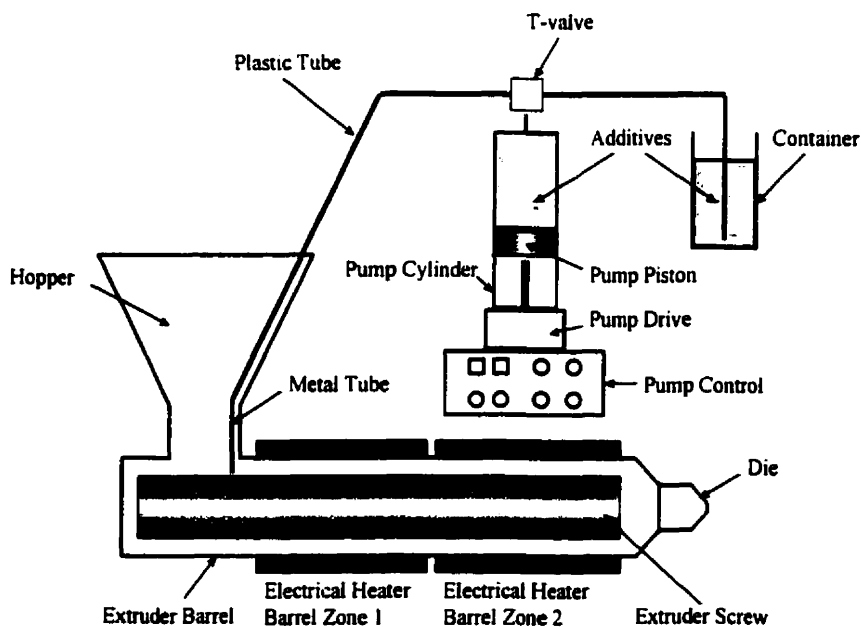 T-valve
Plastic Tube
Additives
Container
Hopper
Pump Cylinder
Pump Piston
Pump Drive
Metal Tube
Pump Control
Die
Electrical Heater
Barrel Zone 1
Electrical Heater
Barrel Zone 2
Extruder Barrel
Extruder Screw